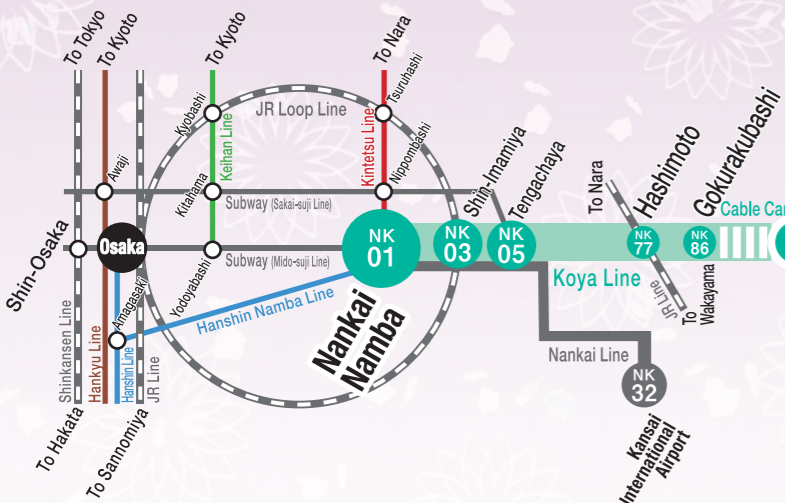 To Tokyo
To Kyoto
To Kyoto
To Nara
Kyobashi
JR Loop Line
Tsuruhashi
Keihan Line
Kintetsu Line
Nippombashi
Awaji
Kitahama
Subway (Sakai-suji Line)
Shin-Imamiya
Tengachaya
To Nara
Hashimoto
Gokurakubashi
Cable Car
Shin-Osaka
Osaka
Yodoyabashi
Subway (Mido-suji Line)
NK
01
NK
03
NK
05
NK
77
NK
86
Koya Line
JR Line
To
Wakayama
Amagasaki
Hanshin Namba Line
Nankai
Namba
Nankai Line
NK
32
Kansai
International
Airport
Shinkansen Line
Hankyu Line
Hanshin Line
JR Line
To Hakata
To Sannomiya